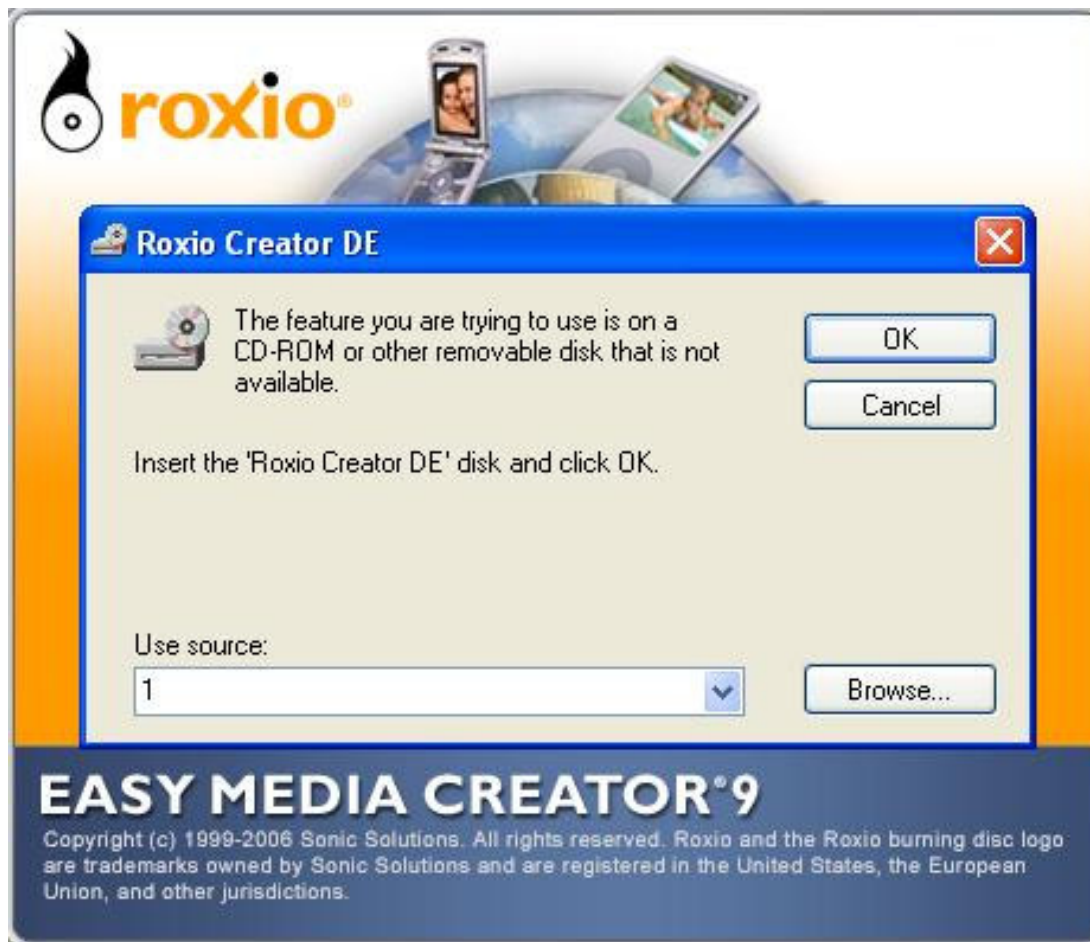 roxio®
Roxio Creator DE
The feature you are trying to use is on a
CD-ROM or other removable disk that is not
available.
OK
Cancel
Insert the 'Roxio Creator DE' disk and click OK.
Use source:
1
Browse...
EASY MEDIA CREATOR®9
Copyright (c) 1999-2006 Sonic Solutions. All rights reserved. Roxio and the Roxio burning disc logo
are trademarks owned by Sonic Solutions and are registered in the United States, the European
Union, and other jurisdictions.